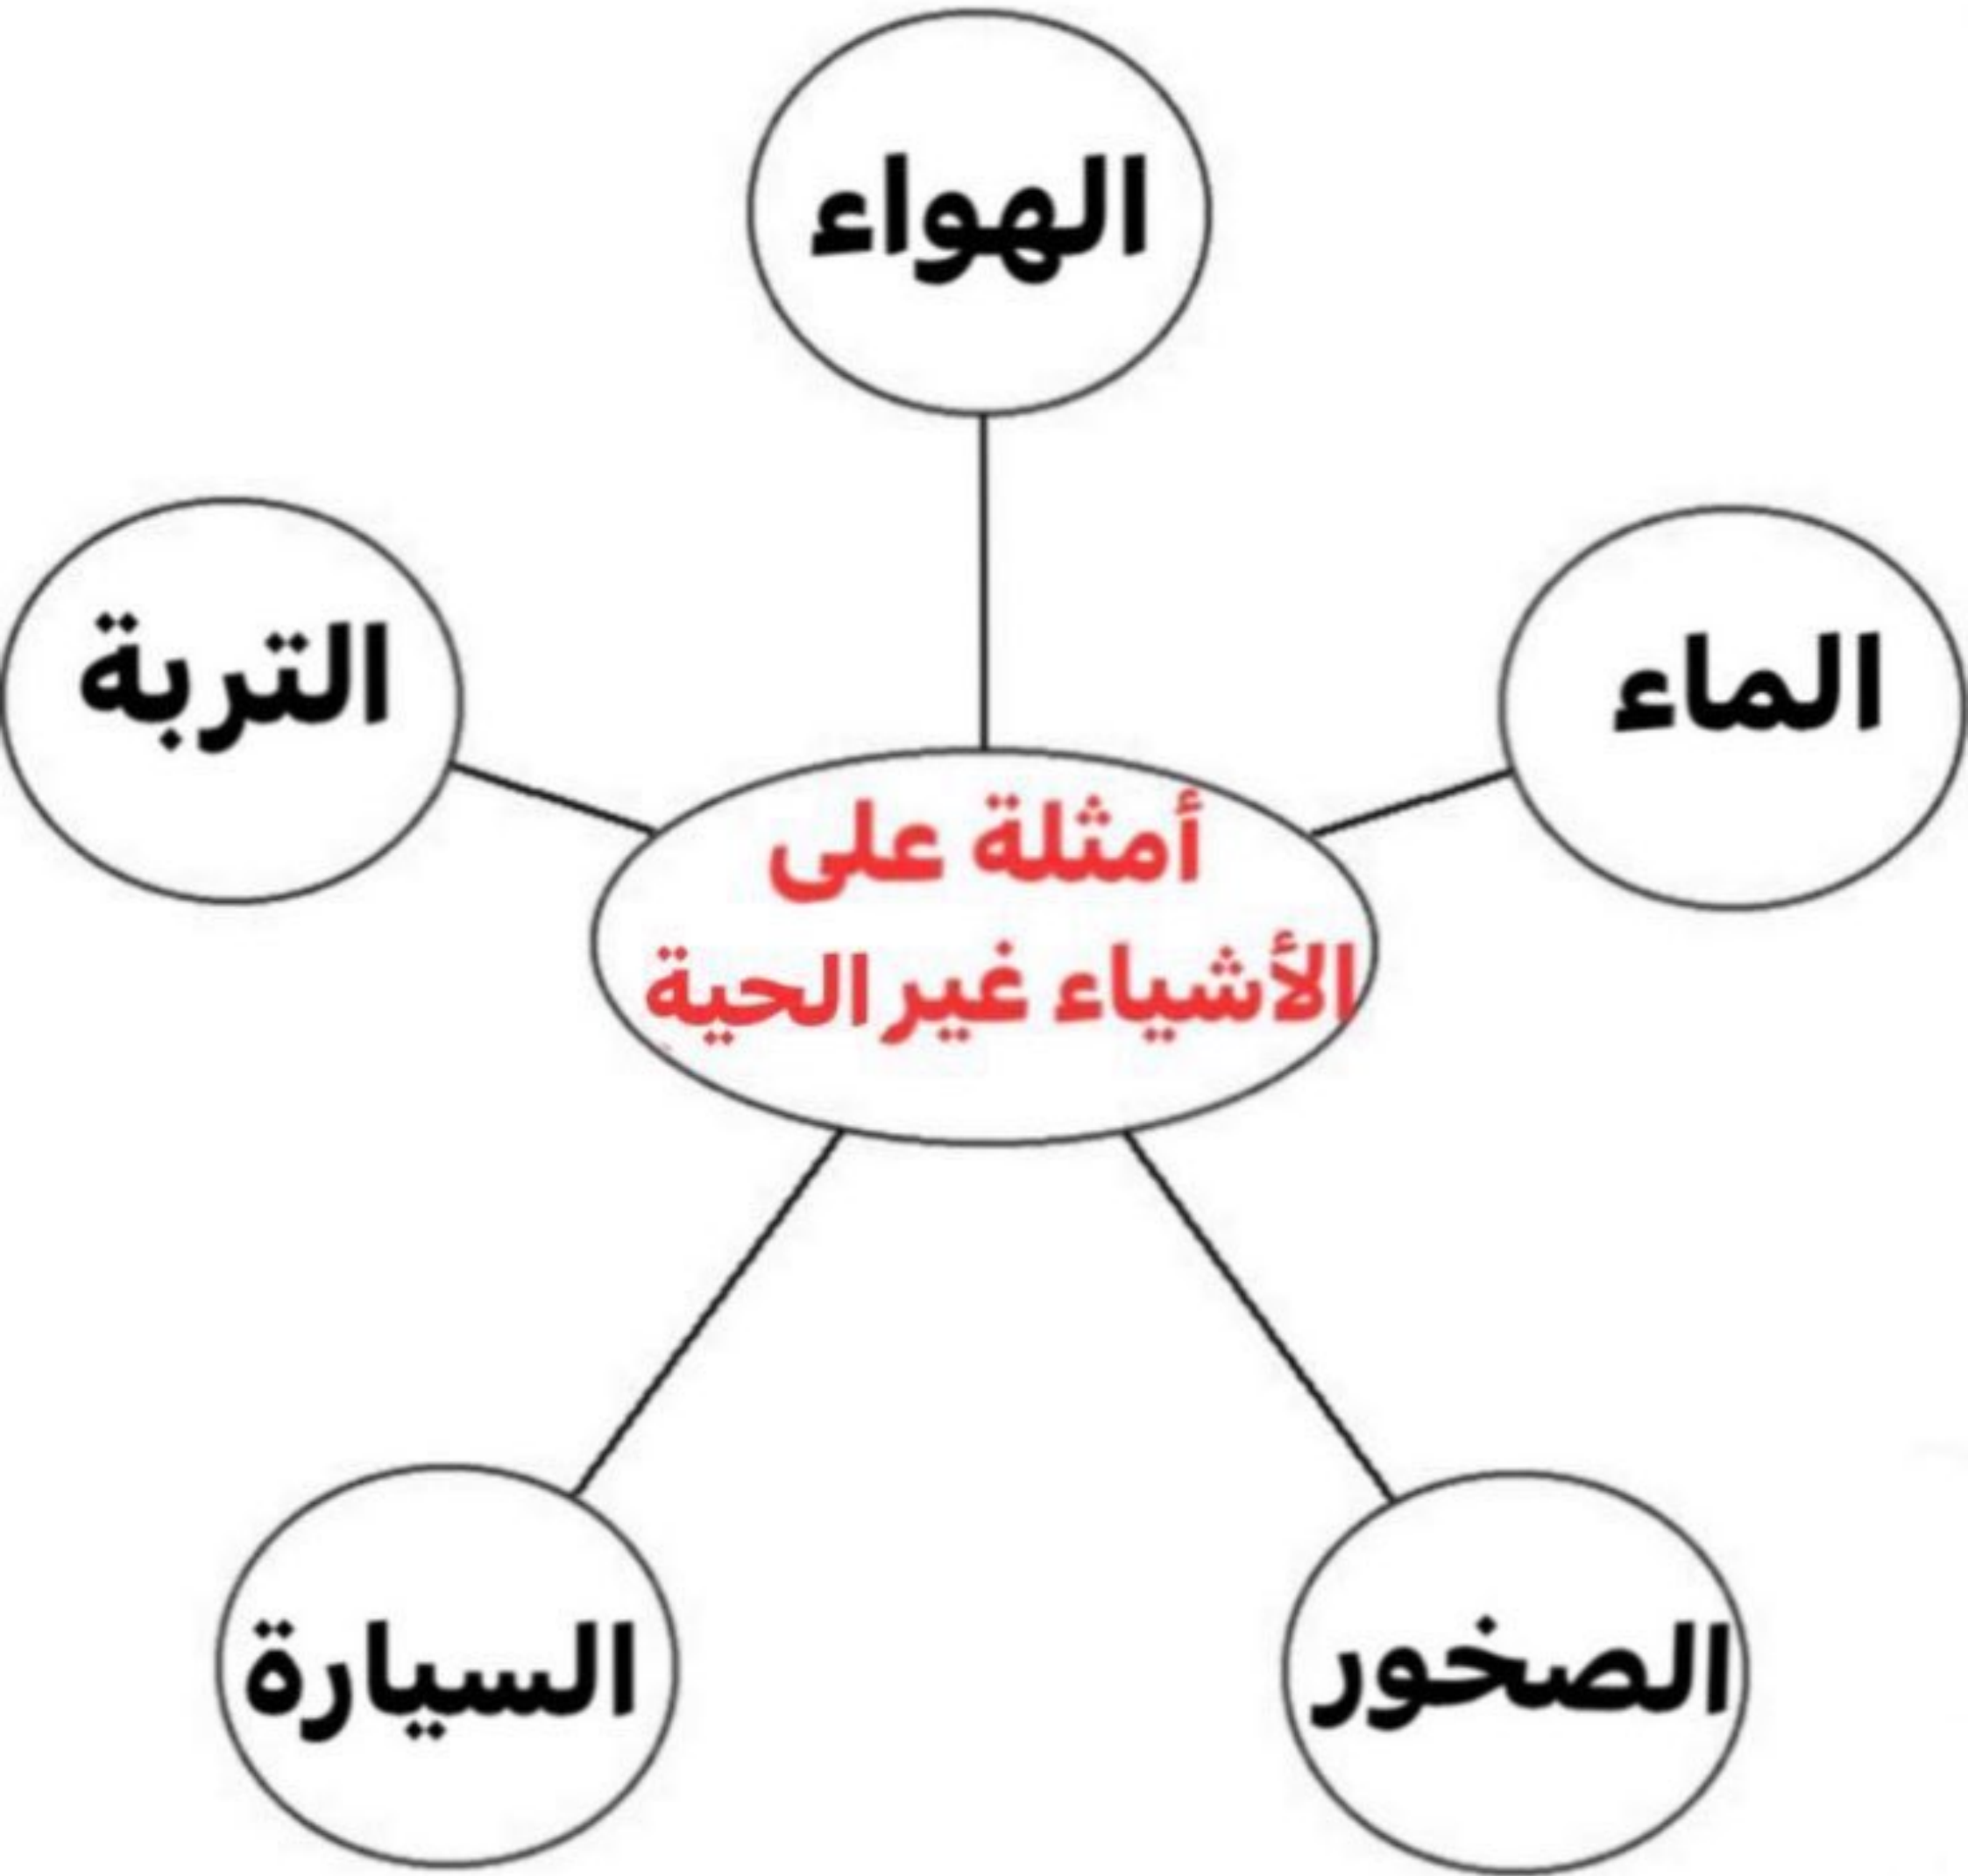 الهواء
الماء
التربة
أمثلة على
الأشياء غير الحية
الصخور
السيارة